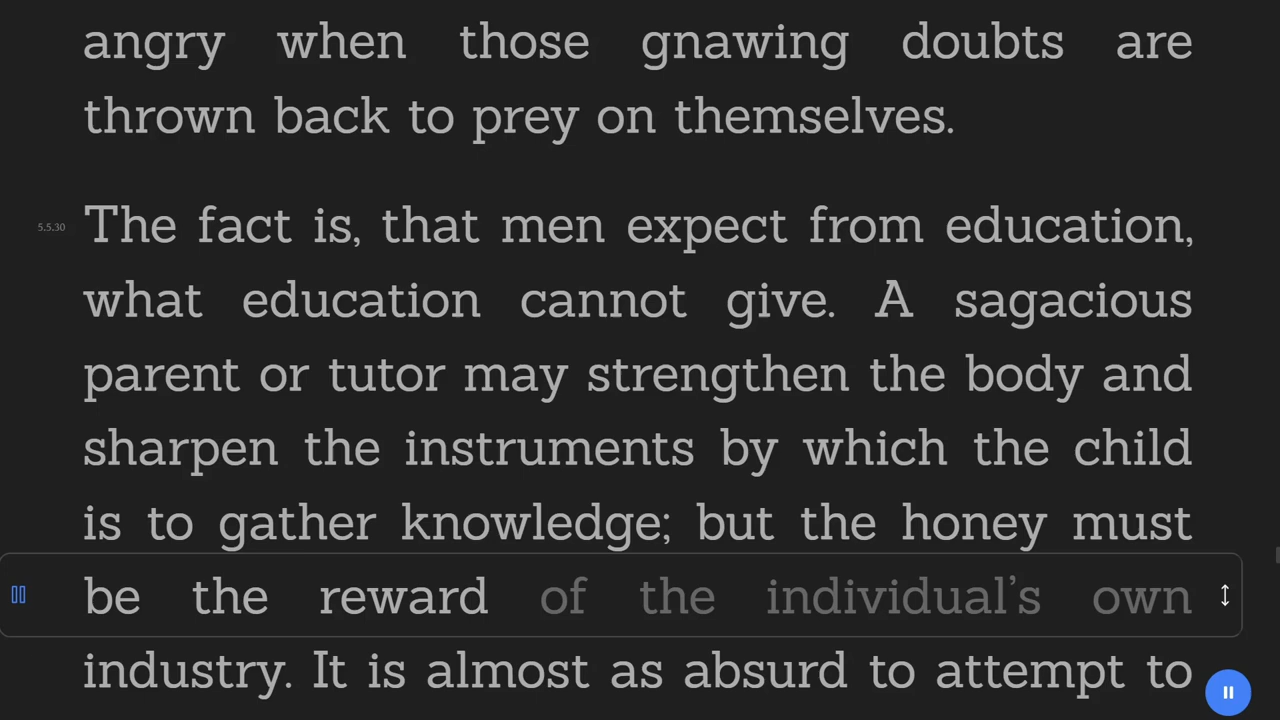 angry when those gnawing doubts are
thrown back to prey on themselves.
5.5.30
The fact is, that men expect from education,
what education cannot give. A sagacious
parent or tutor may strengthen the body and
sharpen the instruments by which the child
is to gather knowledge; but the honey must
be the reward of the individual’s own
industry. It is almost as absurd to attempt to